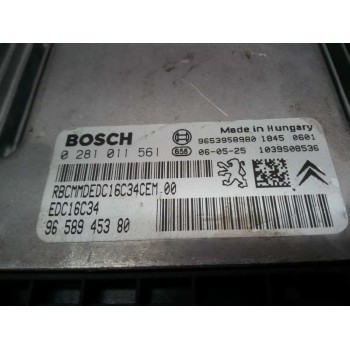 BOSCH
0 281 011 561
Made in Hungary
9653958980 1845 0601
658 06-05-25 1039S08536
RBCMMDEDC16C34CEM.00
EDC16C34
96 589 453 80